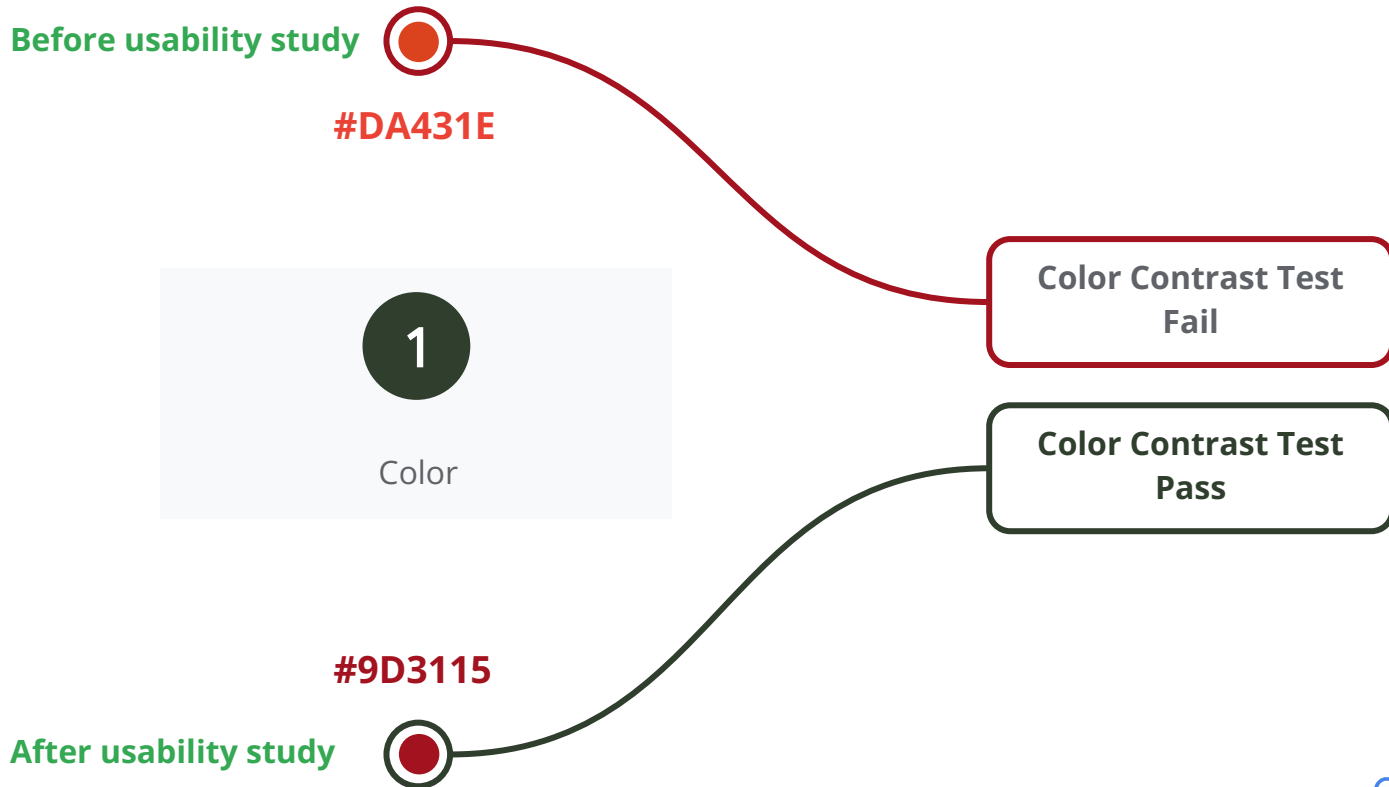 Before usability study
#DA431E
Color Contrast Test
Fail
1
Color
Color Contrast Test
Pass
#9D3115
After usability study